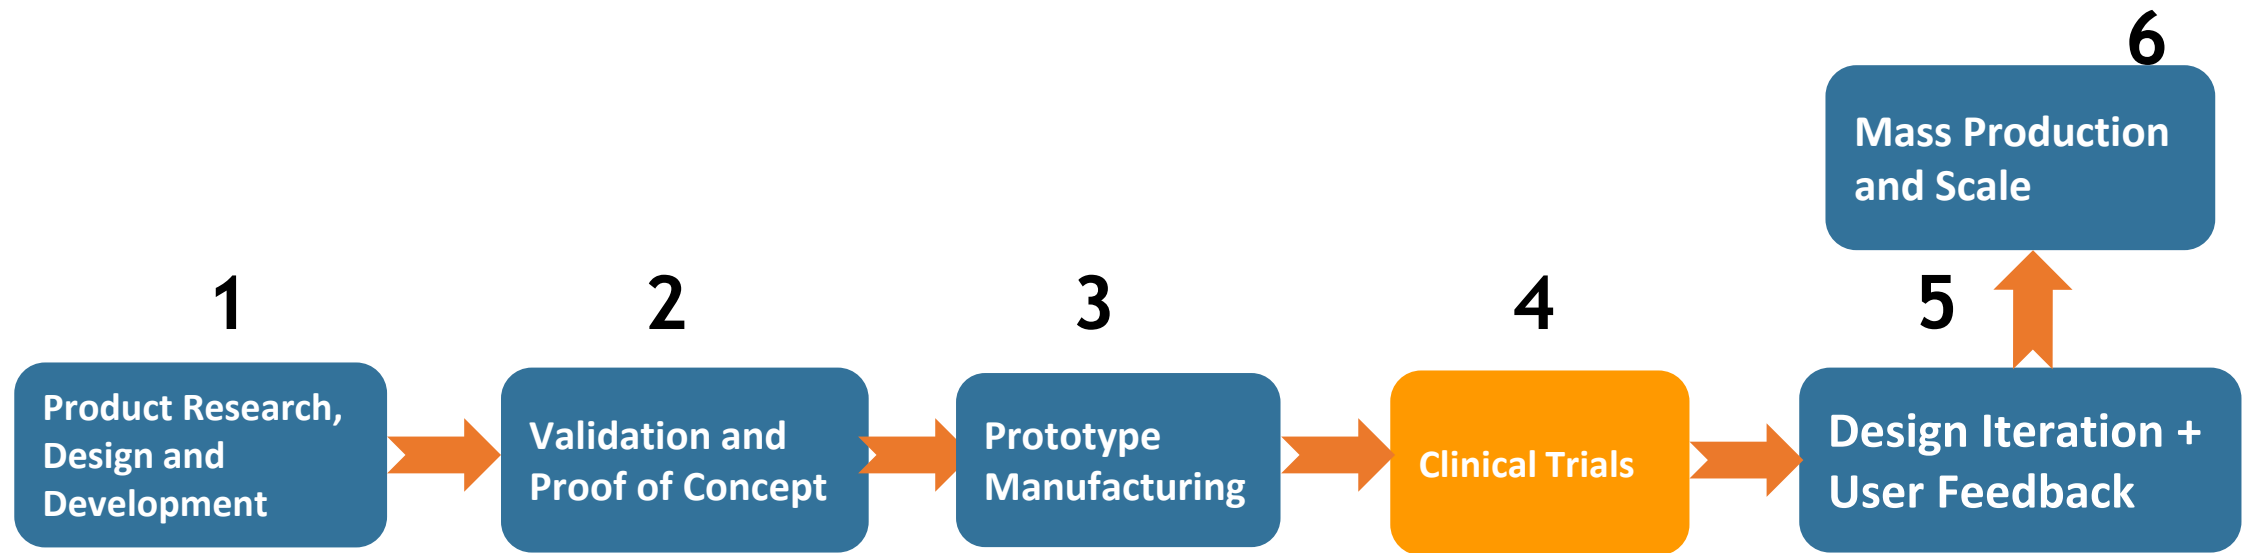 1
Product Research,
Design and
Development
2
Validation and
Proof of Concept
3
Prototype
Manufacturing
4
Clinical Trials
5
Design Iteration +
User Feedback
6
Mass Production
and Scale